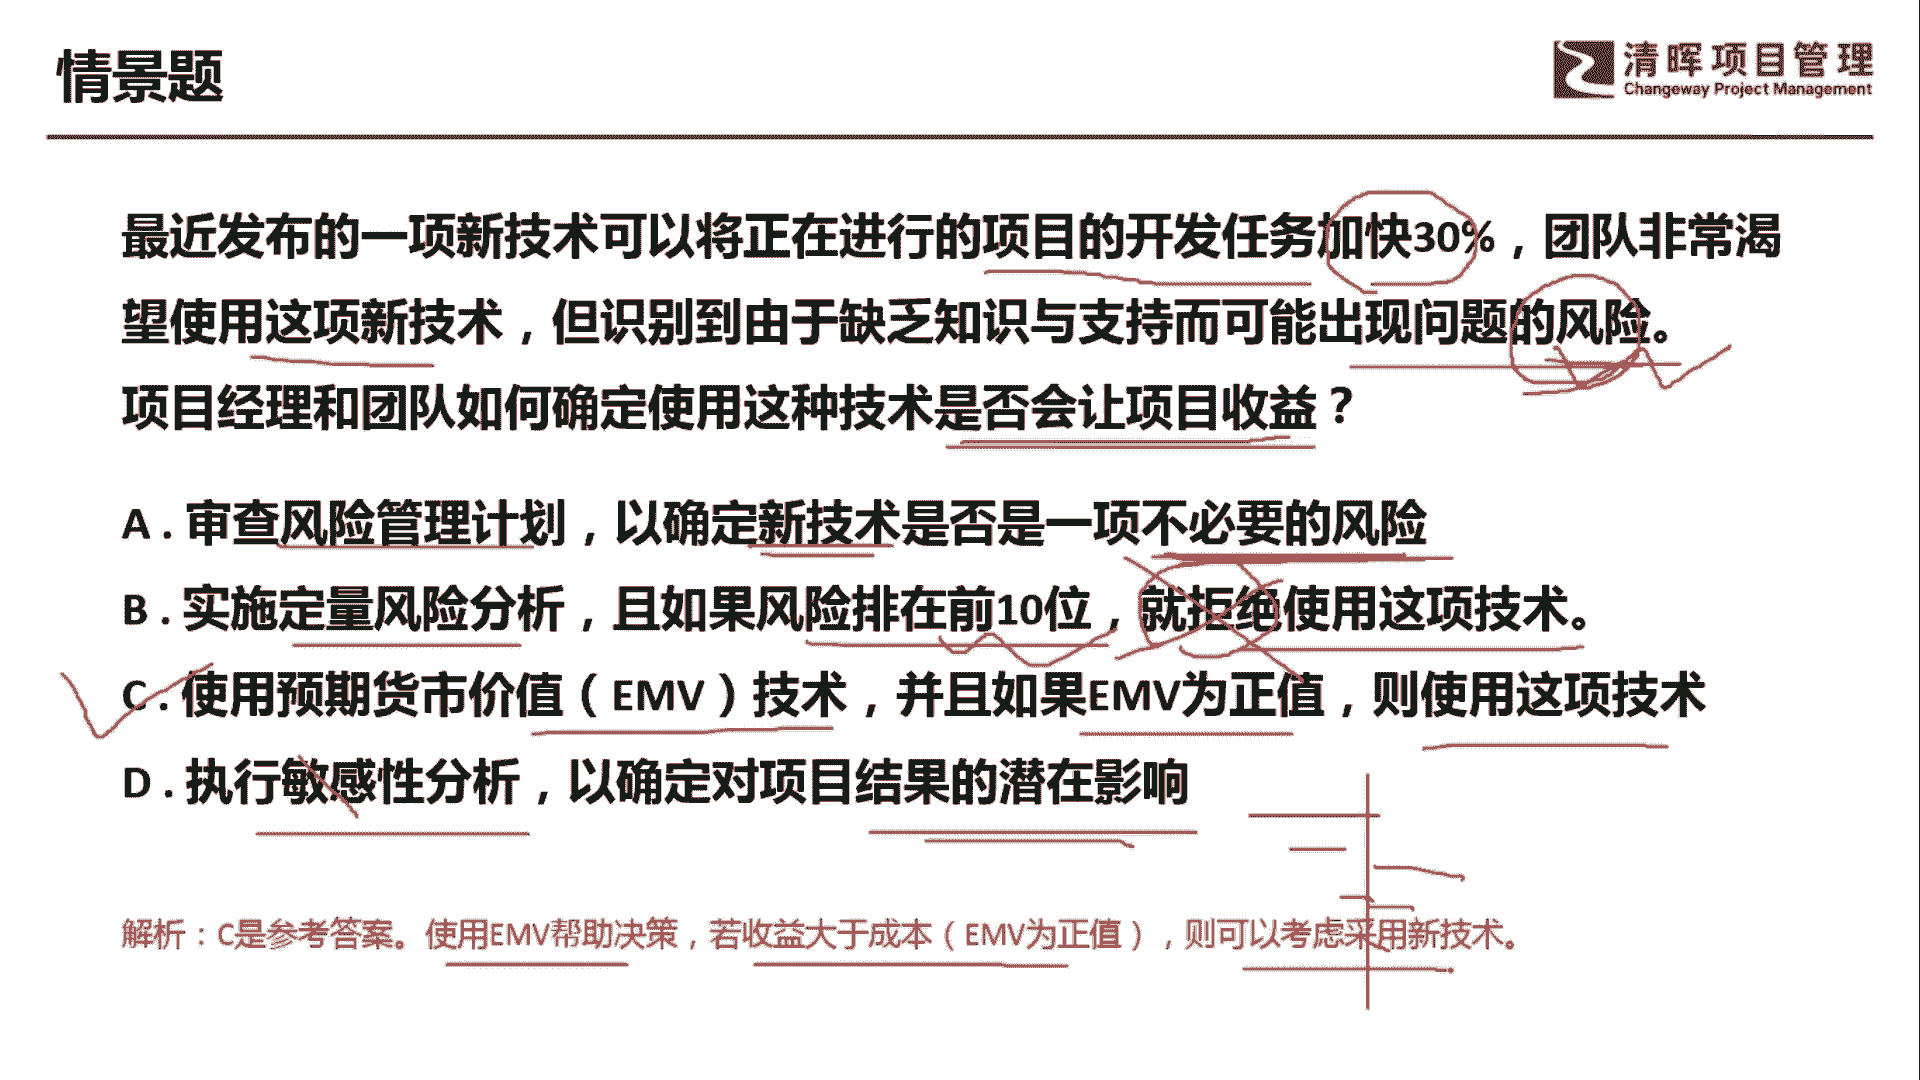 情景题
清晖项目管理
Changeway Project Management
最近发布的一项新技术可以将正在进行的项目的开发任务加快30%，团队非常渴
望使用这项新技术，但识别到由于缺乏知识与支持而可能出现问题的风险。
项目经理和团队如何确定使用这种技术是否会让项目收益？
A . 审查风险管理计划，以确定新技术是否是一项不必要的风险
B . 实施定量风险分析，且如果风险排在前10位，就拒绝使用这项技术。
C . 使用预期货币价值（EMV）技术，并且如果EMV为正值，则使用这项技术
D . 执行敏感性分析，以确定对项目结果的潜在影响
解析：C是参考答案。使用EMV帮助决策，若收益大于成本（EMV为正值），则可以考虑采用新技术。